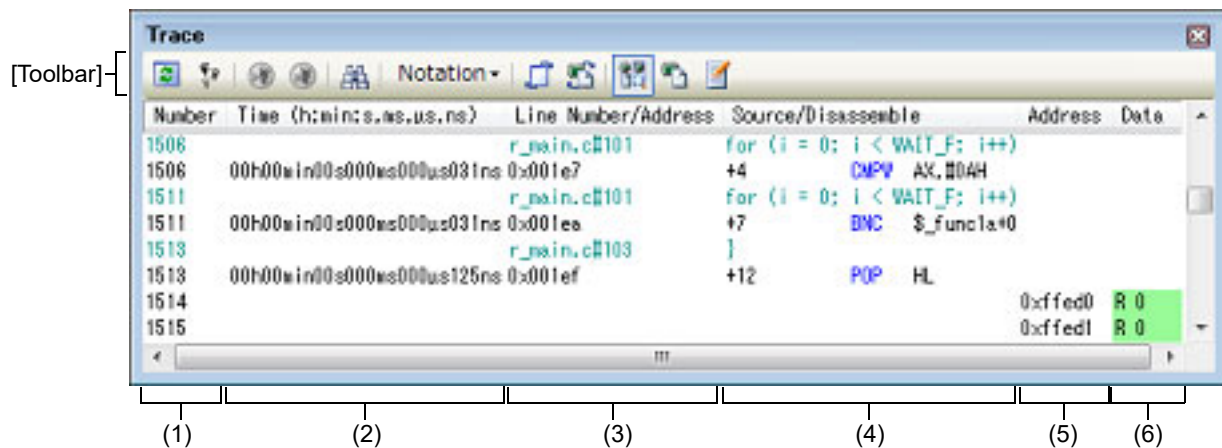 Trace
[Toolbar]
Notation
Number Time (h:min:s,ms,µs,ns) Line Number/Address Source/Disassemble Address Data
1506 r_main.c#101 for (i = 0; i < WAIT_F; i++)
1506 00h00min00s000ms000µs031ns 0x001e7 +4 CMPW AX,#0AH
1511 r_main.c#101 for (i = 0; i < WAIT_F; i++)
1511 00h00min00s000ms000µs031ns 0x001ea +7 BNC $_func1a+0
1513 r_main.c#103 }
1513 00h00min00s000ms000µs125ns 0x001ef +12 POP HL
1514 0xffed0 R 0
1515 0xffed1 R 0
(1) (2) (3) (4) (5) (6)